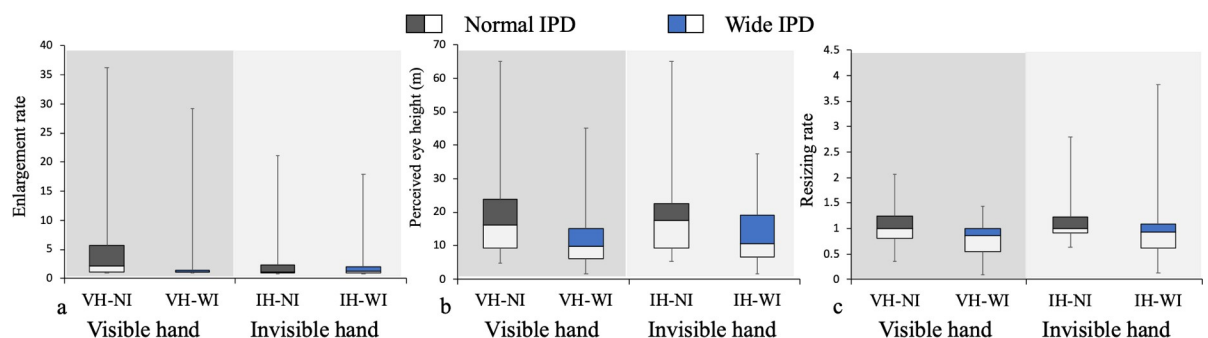 Normal IPD Wide IPD
Enlargement rate
40
35
30
25
20
15
10
5
0
VH-NI VH-WI IH-NI IH-WI
a Visible hand Invisible hand
Perceived eye height (m)
70
60
50
40
30
20
10
0
VH-NI VH-WI IH-NI IH-WI
b Visible hand Invisible hand
Resizing rate
4.5
4
3.5
3
2.5
2
1.5
1
0.5
0
VH-NI VH-WI IH-NI IH-WI
c Visible hand Invisible hand